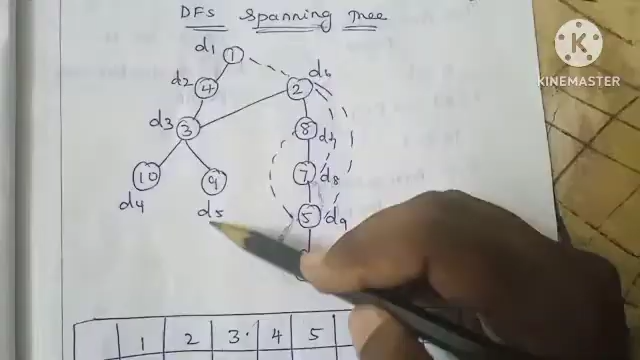 DFS Spanning Tree
d1 1
d2 4 2 d6
d3 3 8 d7
10 9 7 d8
d4 d5 5 d9
K
KINEMASTER
1 2 3 4 5